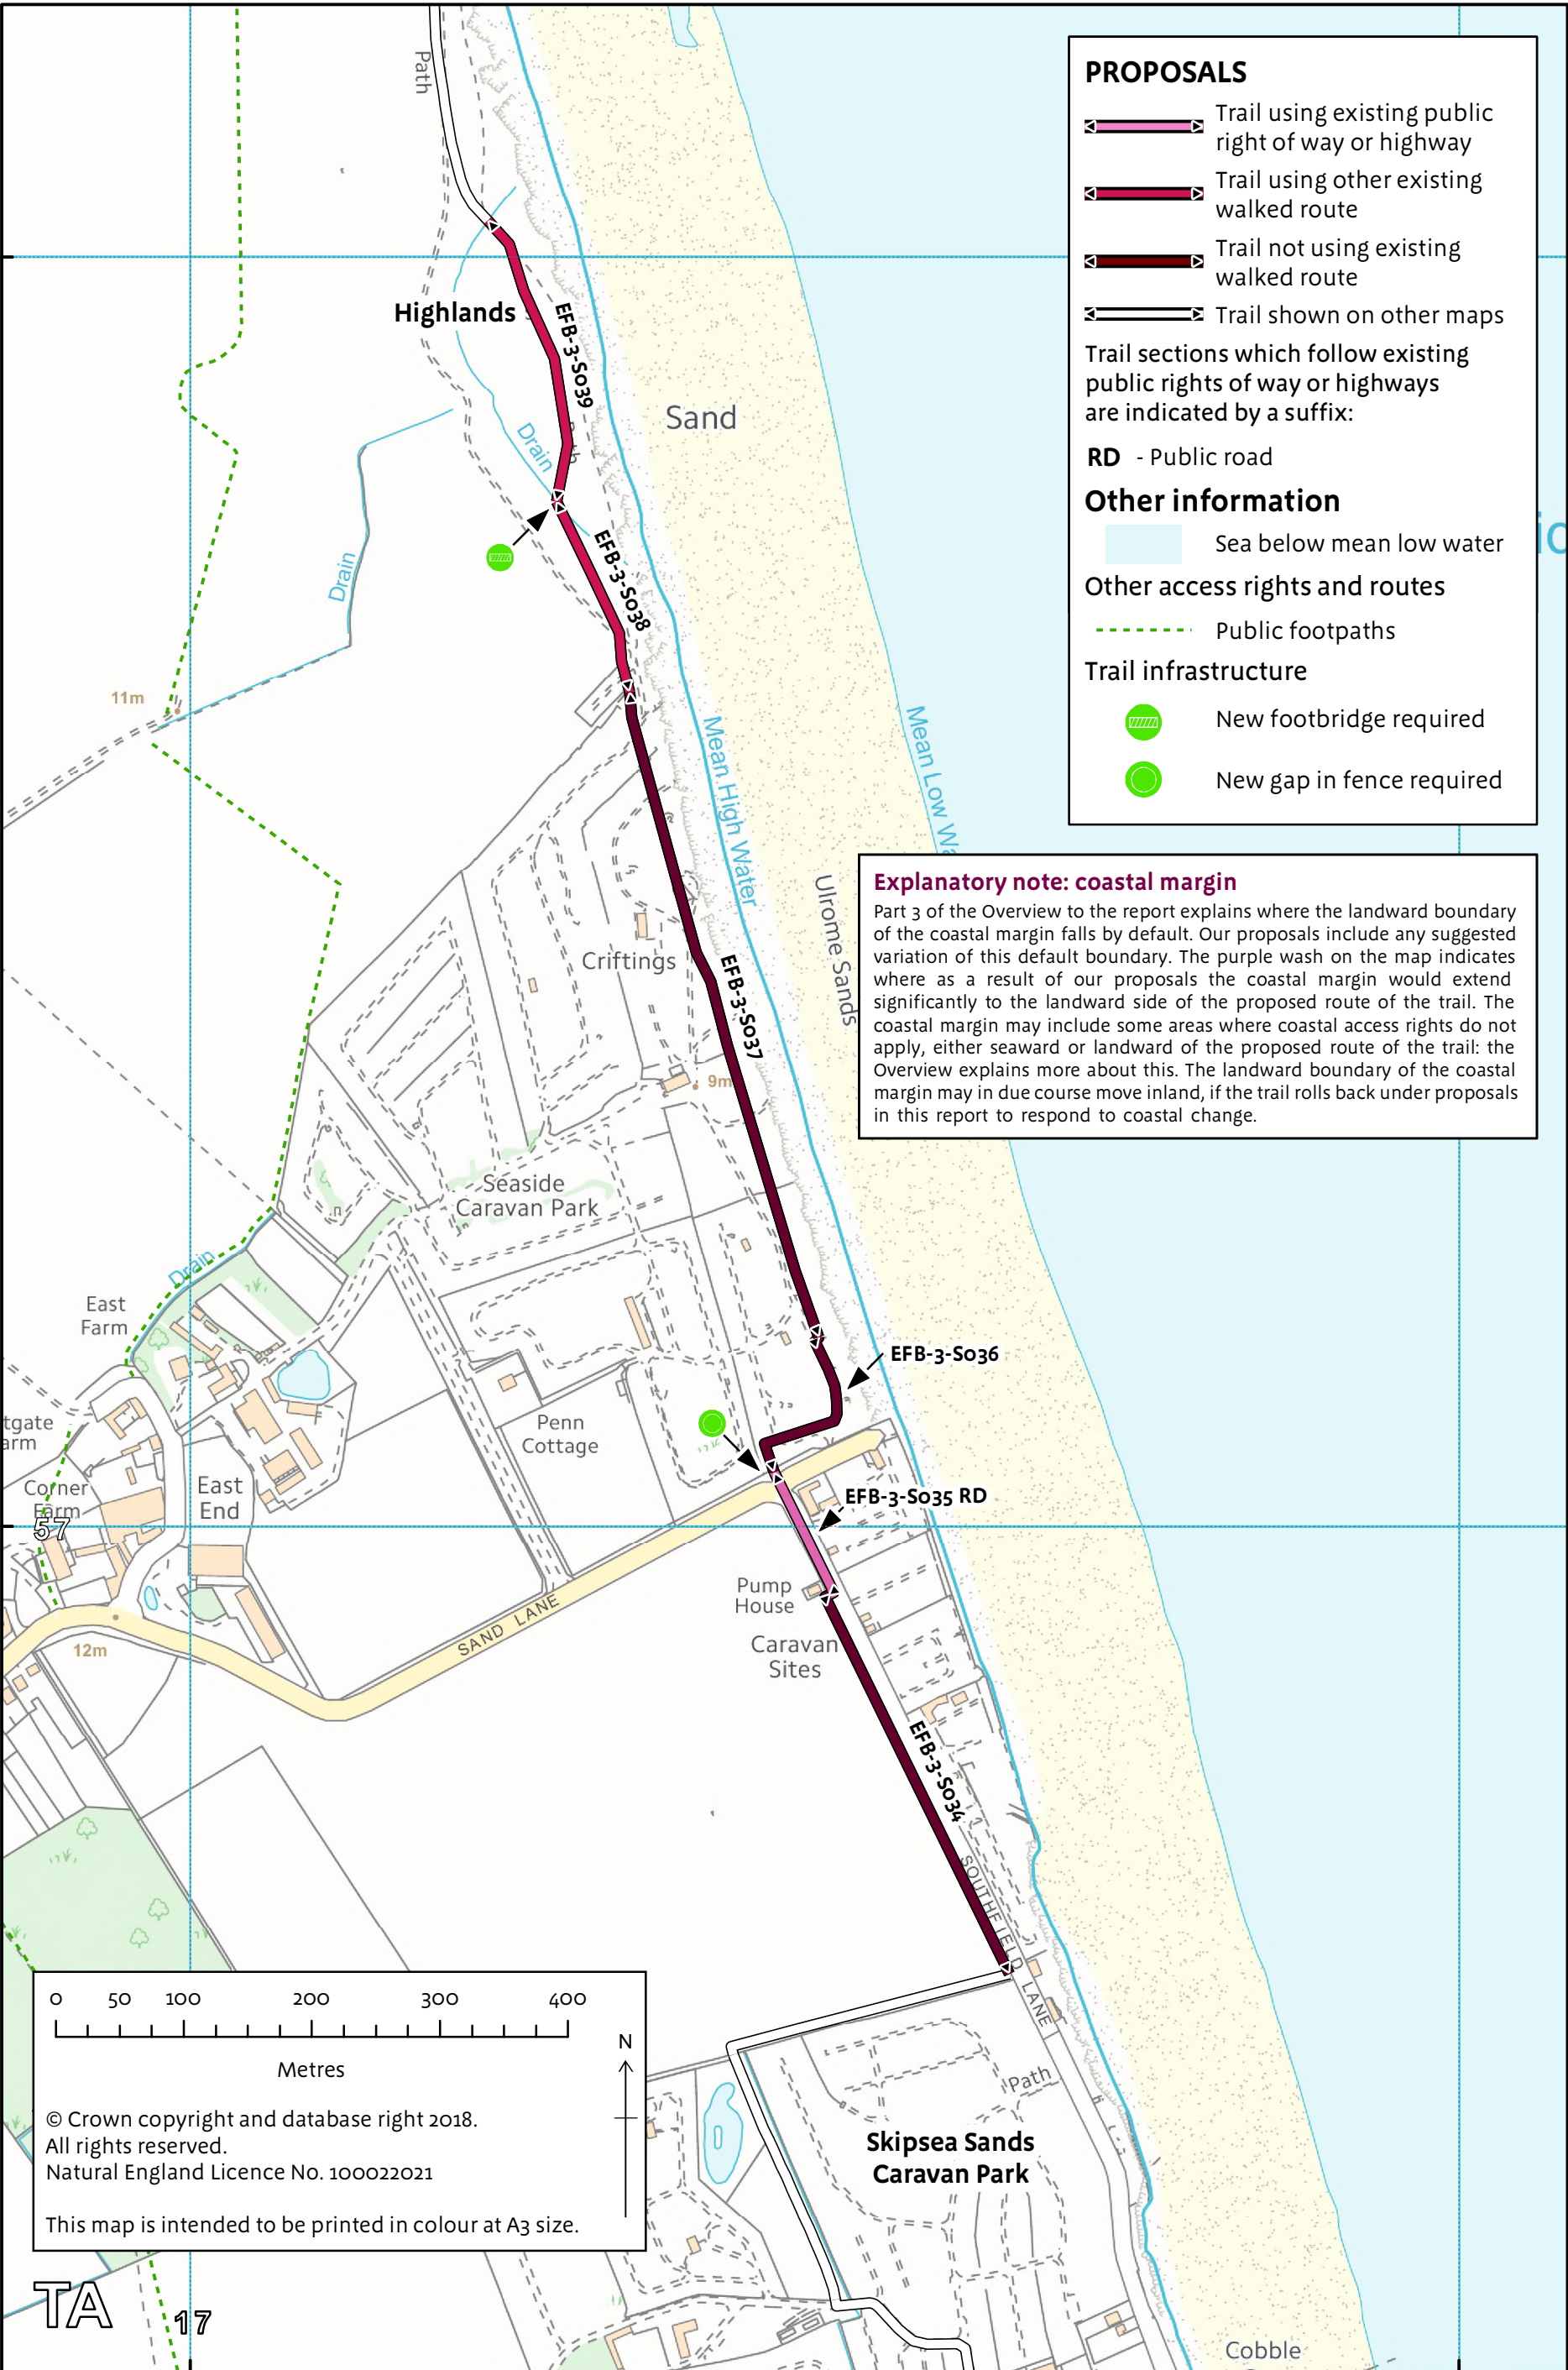 PROPOSALS
Trail using existing public
right of way or highway
Trail using other existing
walked route
Trail not using existing
walked route
Trail shown on other maps
Trail sections which follow existing
public rights of way or highways
are indicated by a suffix:
RD - Public road
Other information
Sea below mean low water
Other access rights and routes
Public footpaths
Trail infrastructure
New footbridge required
New gap in fence required
Explanatory note: coastal margin
Part 3 of the Overview to the report explains where the landward boundary
of the coastal margin falls by default. Our proposals include any suggested
variation of this default boundary. The purple wash on the map indicates
where as a result of our proposals the coastal margin would extend
significantly to the landward side of the proposed route of the trail. The
coastal margin may include some areas where coastal access rights do not
apply, either seaward or landward of the proposed route of the trail: the
Overview explains more about this. The landward boundary of the coastal
margin may in due course move inland, if the trail rolls back under proposals
in this report to respond to coastal change.
Path
Highlands
EFB-3-S039
Sand
Drain
Drain
EFB-3-S038
11m
Mean High Water
Mean Low Wa
Ulrome Sands
Criftings
EFB-3-S037
9m
Seaside
Caravan Park
Drain
East
Farm
EFB-3-S036
Penn
Cottage
tgate
arm
Corner
Farm
East
End
57
EFB-3-S035 RD
Pump
House
SAND LANE
12m
Caravan
Sites
EFB-3-S034
SOUTHFIELD LANE
0 50 100 200 300 400
Metres
N
© Crown copyright and database right 2018.
All rights reserved.
Natural England Licence No. 100022021
This map is intended to be printed in colour at A3 size.
Path
Skipsea Sands
Caravan Park
TA
17
Cobble